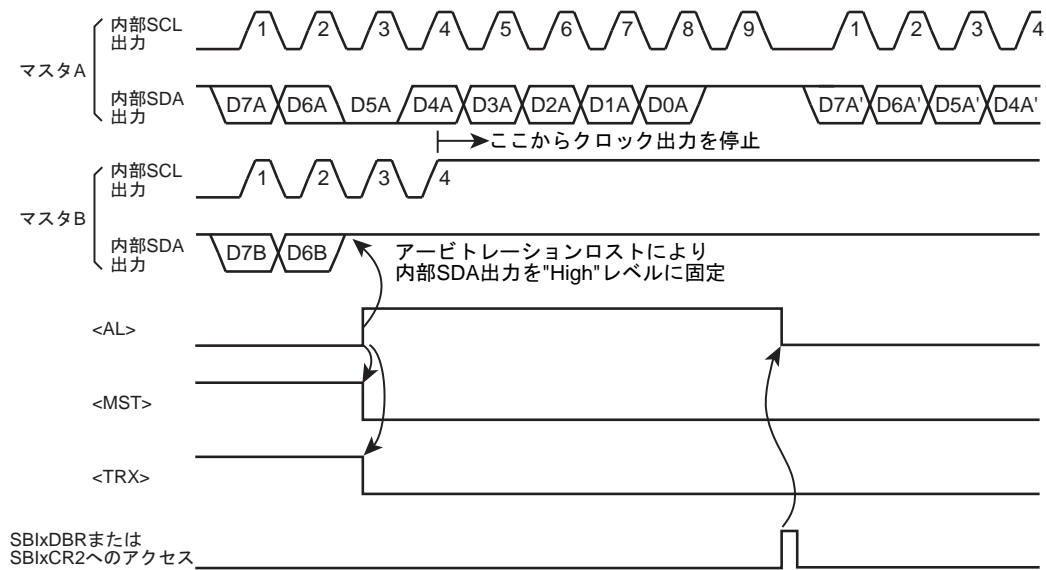 内部SCL
出力
1 2 3 4 5 6 7 8 9 1 2 3 4
マスタA
内部SDA
出力
D7A D6A D5A D4A D3A D2A D1A D0A D7A' D6A' D5A' D4A'
ここからクロック出力を停止
内部SCL
出力
1 2 3 4
マスタB
内部SDA
出力
D7B D6B
アービトレーションロストにより
内部SDA出力を"High"レベルに固定
<AL>
<MST>
<TRX>
SBIxDBRまたは
SBIxCR2へのアクセス